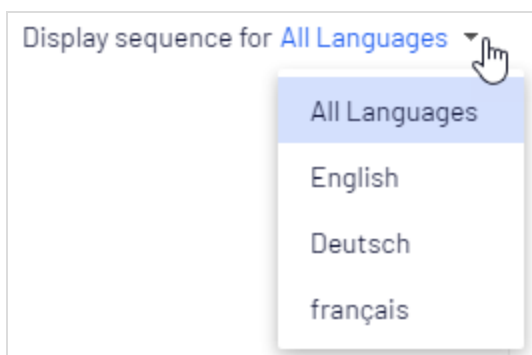 Display sequence for All Languages
All Languages
English
Deutsch
français